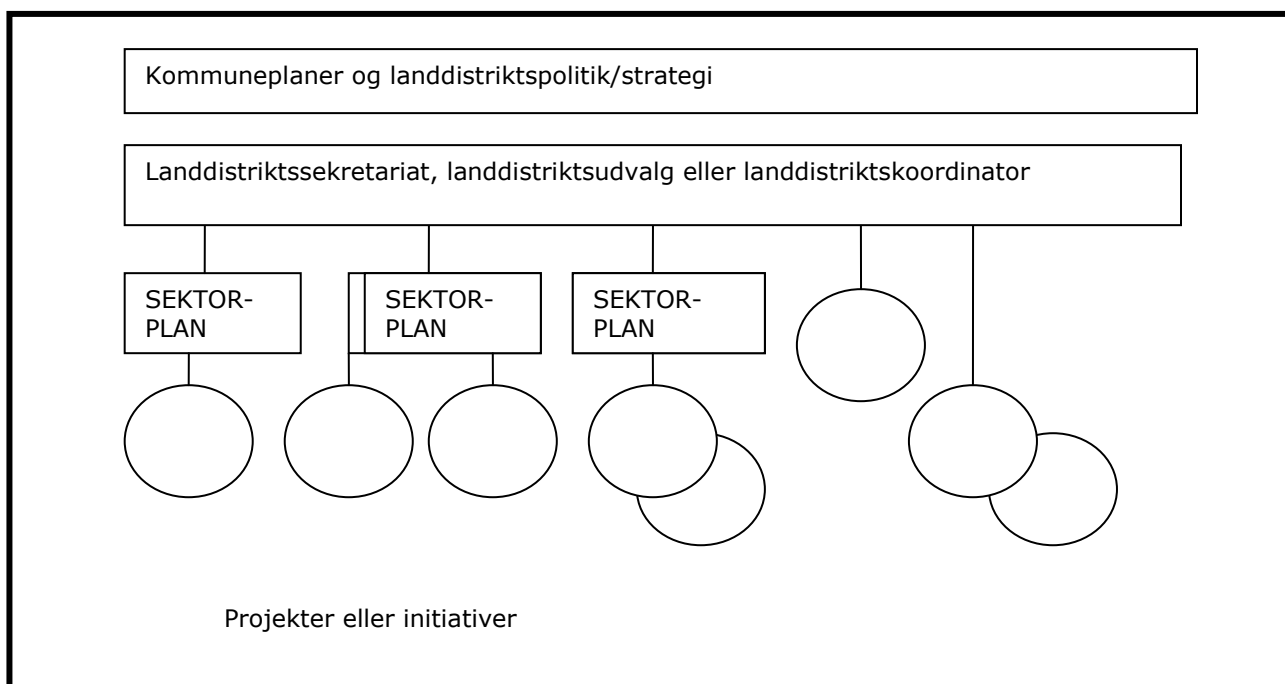 Kommuneplaner og landdistriktspolitik/strategi
Landdistriktssekretariat, landdistriktsudvalg eller landdistriktskoordinator
SEKTOR-
PLAN
SEKTOR-
PLAN
SEKTOR-
PLAN
Projekter eller initiativer